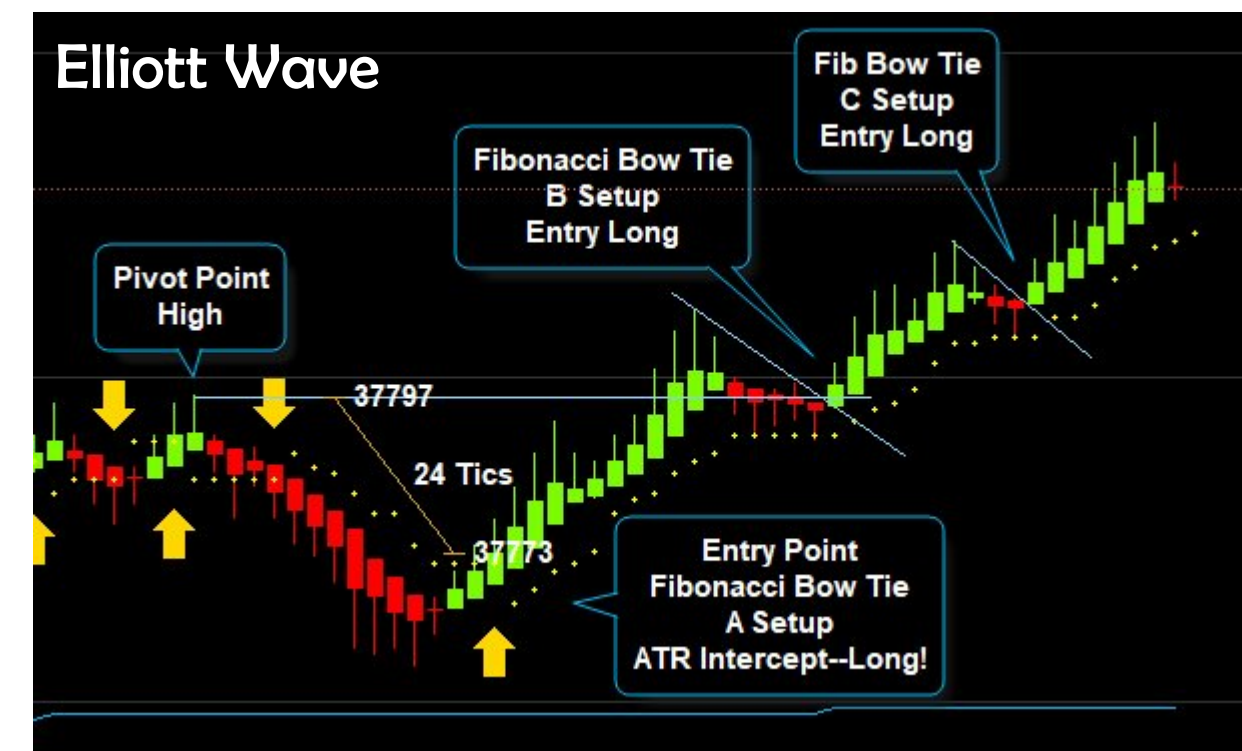 Elliott Wave
Fib Bow Tie
C Setup
Entry Long
Fibonacci Bow Tie
B Setup
Entry Long
Pivot Point
High
37797
24 Tics
37773
Entry Point
Fibonacci Bow Tie
A Setup
ATR Intercept--Long!